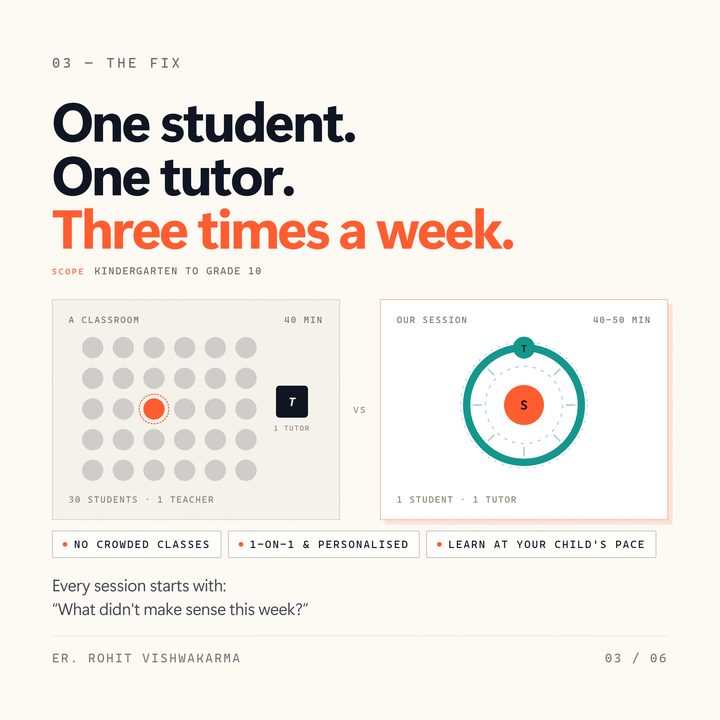 03 — THE FIX
One student.
One tutor.
Three times a week.
SCOPE KINDERGARTEN TO GRADE 10
A CLASSROOM 40 MIN
T
1 TUTOR
30 STUDENTS · 1 TEACHER
VS
OUR SESSION 40–50 MIN
T
S
1 STUDENT · 1 TUTOR
NO CROWDED CLASSES
1-ON-1 & PERSONALISED
LEARN AT YOUR CHILD'S PACE
Every session starts with:
“What didn't make sense this week?”
ER. ROHIT VISHWAKARMA 03 / 06